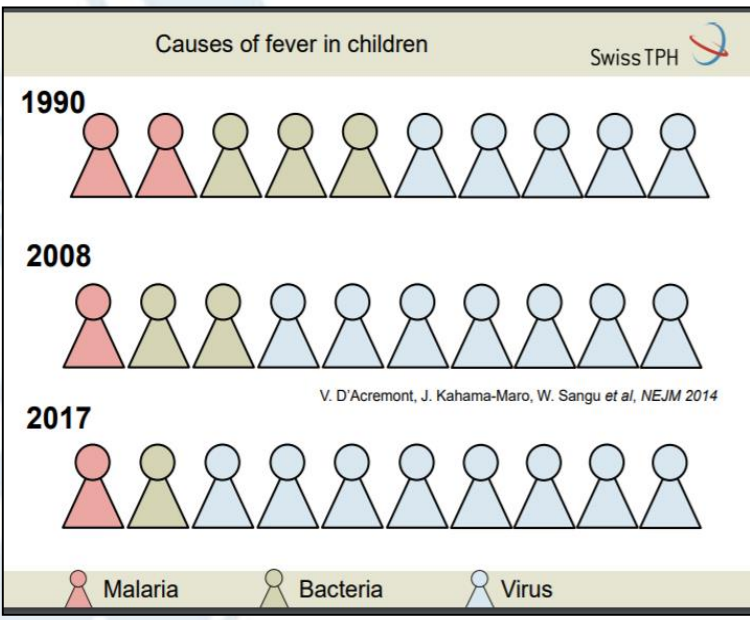 Causes of fever in children
Swiss TPH
1990
2008
V. D'Acremont, J. Kahama-Maro, W. Sangu et al, NEJM 2014
2017
Malaria
Bacteria
Virus